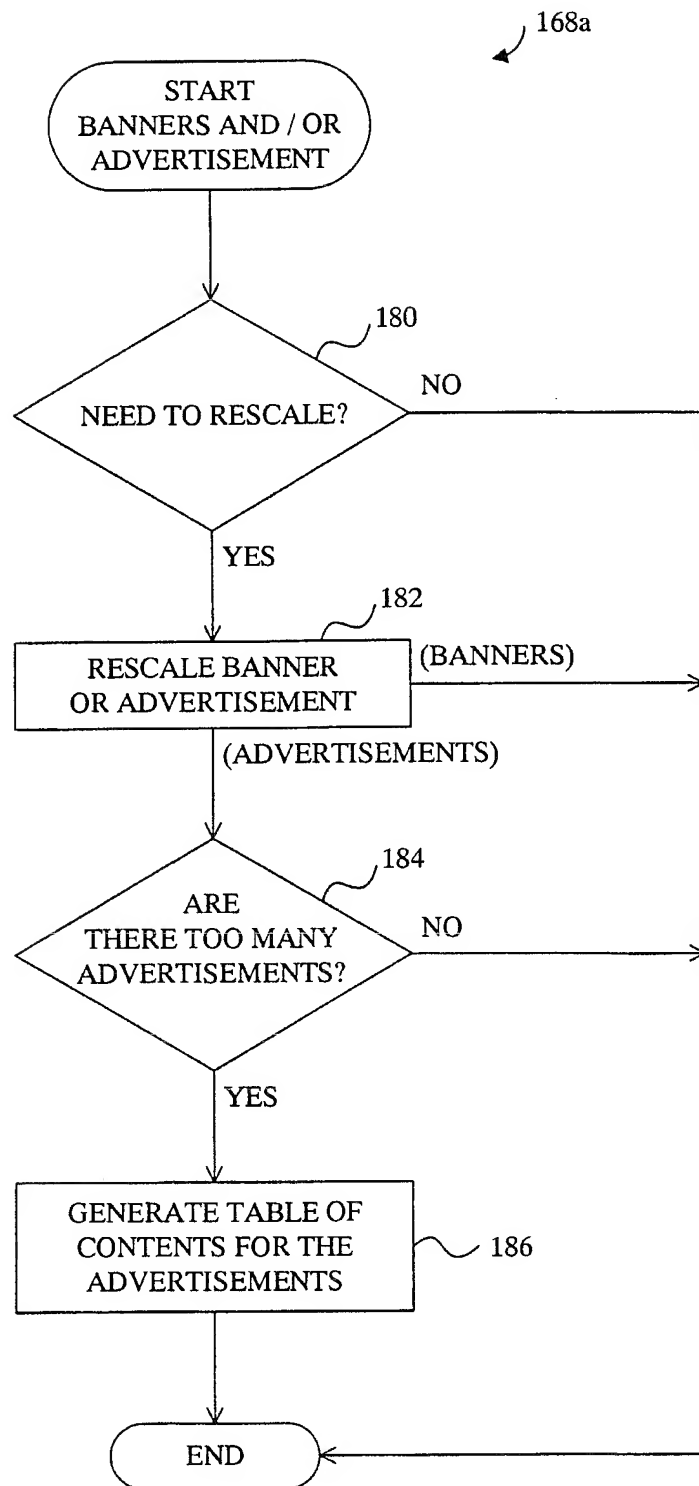 168a
START
BANNERS AND / OR
ADVERTISEMENT
180
NEED TO RESCALE?
NO
YES
182
RESCALE BANNER
OR ADVERTISEMENT
(BANNERS)
(ADVERTISEMENTS)
184
ARE
THERE TOO MANY
ADVERTISEMENTS?
NO
YES
GENERATE TABLE OF
CONTENTS FOR THE
ADVERTISEMENTS
186
END